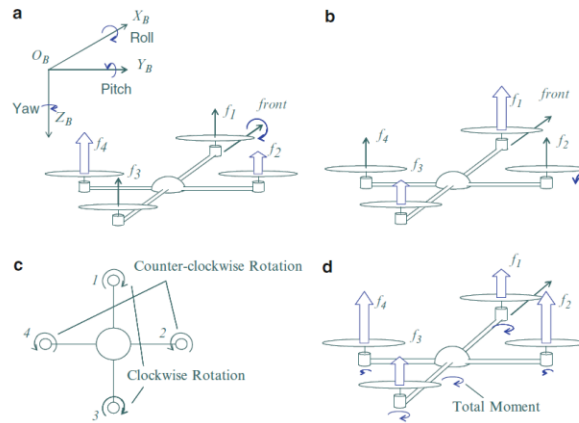 a
X_B
Roll
O_B
Y_B
Pitch
Yaw
Z_B
f_1
front
f_4
f_2
f_3
b
f_1
front
f_4
f_2
f_3
c
1
Counter-clockwise Rotation
4
2
Clockwise Rotation
3
d
f_1
f_4
f_2
f_3
Total Moment